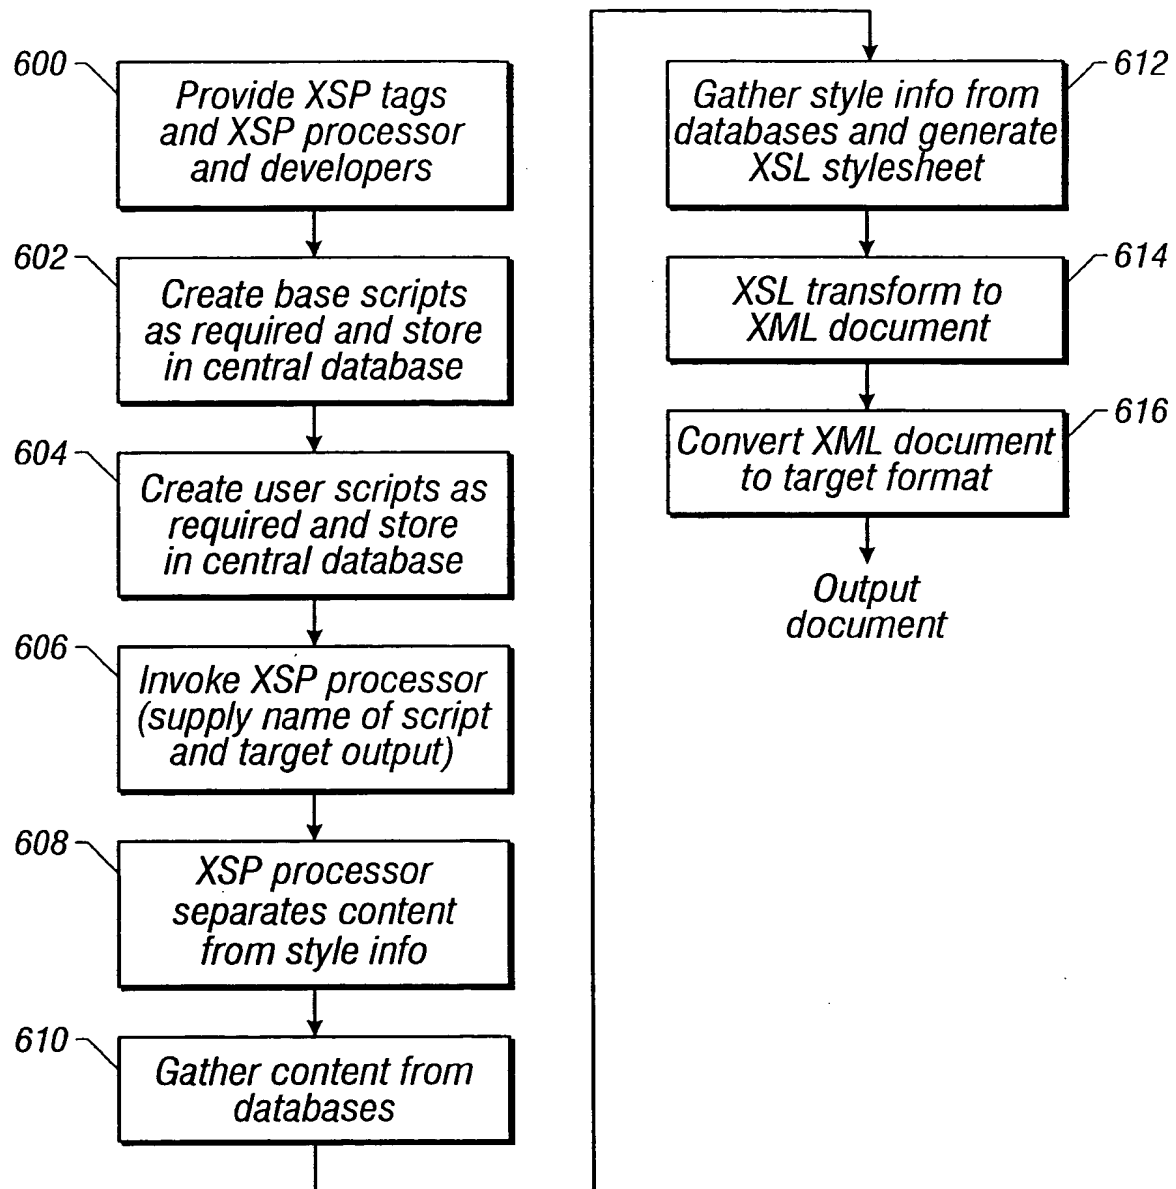 600
Provide XSP tags
and XSP processor
and developers
602
Create base scripts
as required and store
in central database
604
Create user scripts as
required and store
in central database
606
Invoke XSP processor
(supply name of script
and target output)
608
XSP processor
separates content
from style info
610
Gather content from
databases
612
Gather style info from
databases and generate
XSL stylesheet
614
XSL transform to
XML document
616
Convert XML document
to target format
Output
document